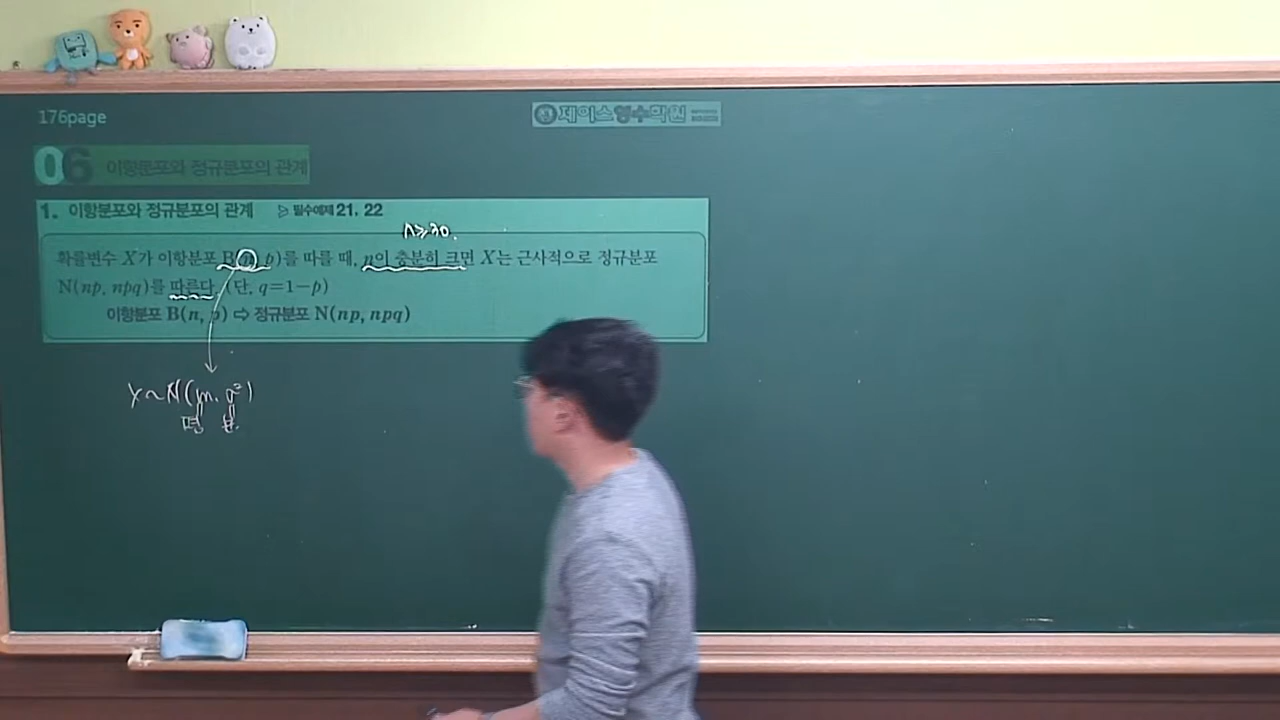 176page
제이스영수학원
06 이항분포와 정규분포의 관계
1. 이항분포와 정규분포의 관계 ▷ 필수예제 21, 22
n≥30.
확률변수 X가 이항분포 B(n, p)를 따를 때, n이 충분히 크면 X는 근사적으로 정규분포
N(np, npq)를 따른다. (단, q=1-p)
이항분포 B(n, p) ⇨ 정규분포 N(np, npq)
X~N(m, σ²)
평 분.